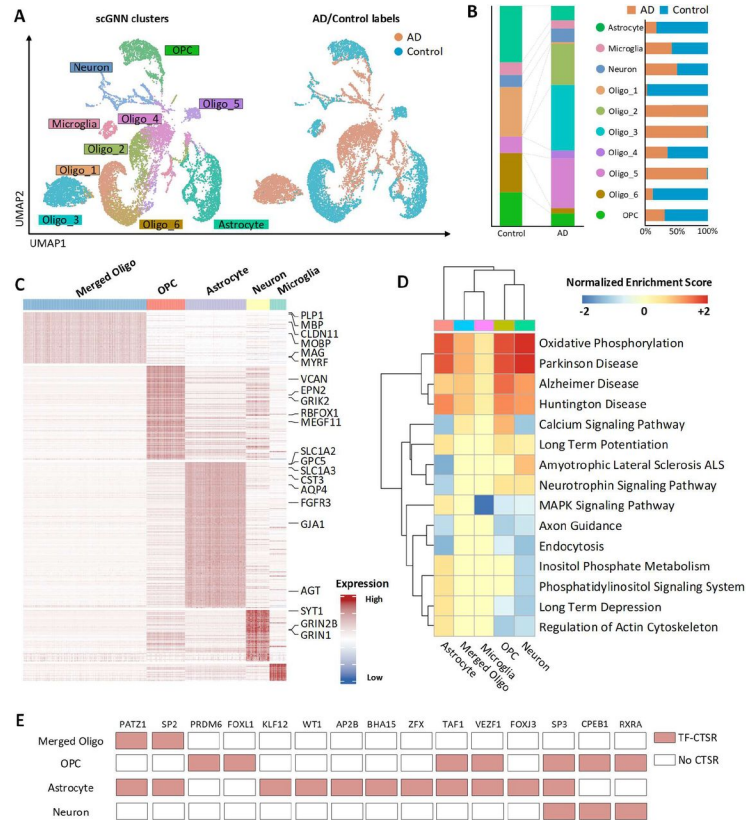 A
scGNN clusters
AD/Control labels
OPC
AD
Control
Neuron
Oligo_5
Oligo_4
Microglia
Oligo_2
Oligo_1
Oligo_3
Oligo_6
Astrocyte
UMAP2
UMAP1
B
AD
Control
Astrocyte
Microglia
Neuron
Oligo_1
Oligo_2
Oligo_3
Oligo_4
Oligo_5
Oligo_6
OPC
Control
AD
0%
50%
100%
C
Merged Oligo
OPC
Astrocyte
Neuron
Microglia
PLP1
MBP
CLDN11
MOBP
MAG
MYRF
VCAN
EPN2
GRIK2
RBFOX1
MEGF11
SLC1A2
GPC5
SLC1A3
CST3
AQP4
FGFR3
GJA1
AGT
SYT1
GRIN2B
GRIN1
Expression
High
Low
D
Normalized Enrichment Score
-2
0
+2
Oxidative Phosphorylation
Parkinson Disease
Alzheimer Disease
Huntington Disease
Calcium Signaling Pathway
Long Term Potentiation
Amyotrophic Lateral Sclerosis ALS
Neurotrophin Signaling Pathway
MAPK Signaling Pathway
Axon Guidance
Endocytosis
Inositol Phosphate Metabolism
Phosphatidylinositol Signaling System
Long Term Depression
Regulation of Actin Cytoskeleton
Astrocyte
Merged Oligo
Microglia
OPC
Neuron
E
PATZ1 SP2 PRDM6 FOXL1 KLF12 WT1 AP2B BHA15 ZFX TAF1 VEZF1 FOXJ3 SP3 CPEB1 RXRA
Merged Oligo
OPC
Astrocyte
Neuron
TF-CTSR
No CTSR